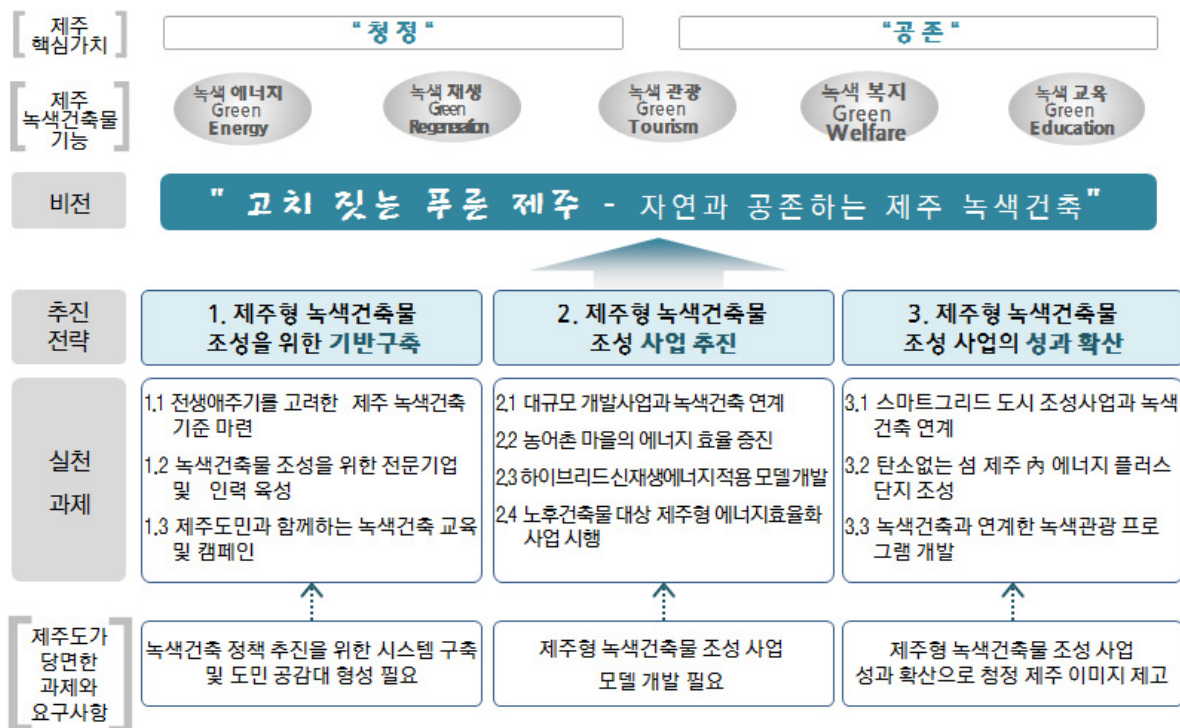 제주
핵심가치
"청정"
"공존"
제주
녹색건축물
기능
녹색 에너지
Green
Energy
녹색 재생
Green
Regeneration
녹색 관광
Green
Tourism
녹색 복지
Green
Welfare
녹색 교육
Green
Education
비전
" 고치 짓는 푸른 제주 - 자연과 공존하는 제주 녹색건축"
추진
전략
1. 제주형 녹색건축물
조성을 위한 기반구축
2. 제주형 녹색건축물
조성 사업 추진
3. 제주형 녹색건축물
조성 사업의 성과 확산
실천
과제
1.1 전생애주기를 고려한 제주 녹색건축
기준 마련
1.2 녹색건축물 조성을 위한 전문기업
및 인력 육성
1.3 제주도민과 함께하는 녹색건축 교육
및 캠페인
2.1 대규모 개발사업과 녹색건축 연계
2.2 농어촌 마을의 에너지 효율 증진
2.3 하이브리드 신재생에너지 적용 모델 개발
2.4 노후건축물 대상 제주형 에너지효율화
사업 시행
3.1 스마트그리드 도시 조성사업과 녹색
건축 연계
3.2 탄소없는 섬 제주 內 에너지 플러스
단지 조성
3.3 녹색건축과 연계한 녹색관광 프로
그램 개발
제주도가
당면한
과제와
요구사항
녹색건축 정책 추진을 위한 시스템 구축
및 도민 공감대 형성 필요
제주형 녹색건축물 조성 사업
모델 개발 필요
제주형 녹색건축물 조성 사업
성과 확산으로 청정 제주 이미지 제고